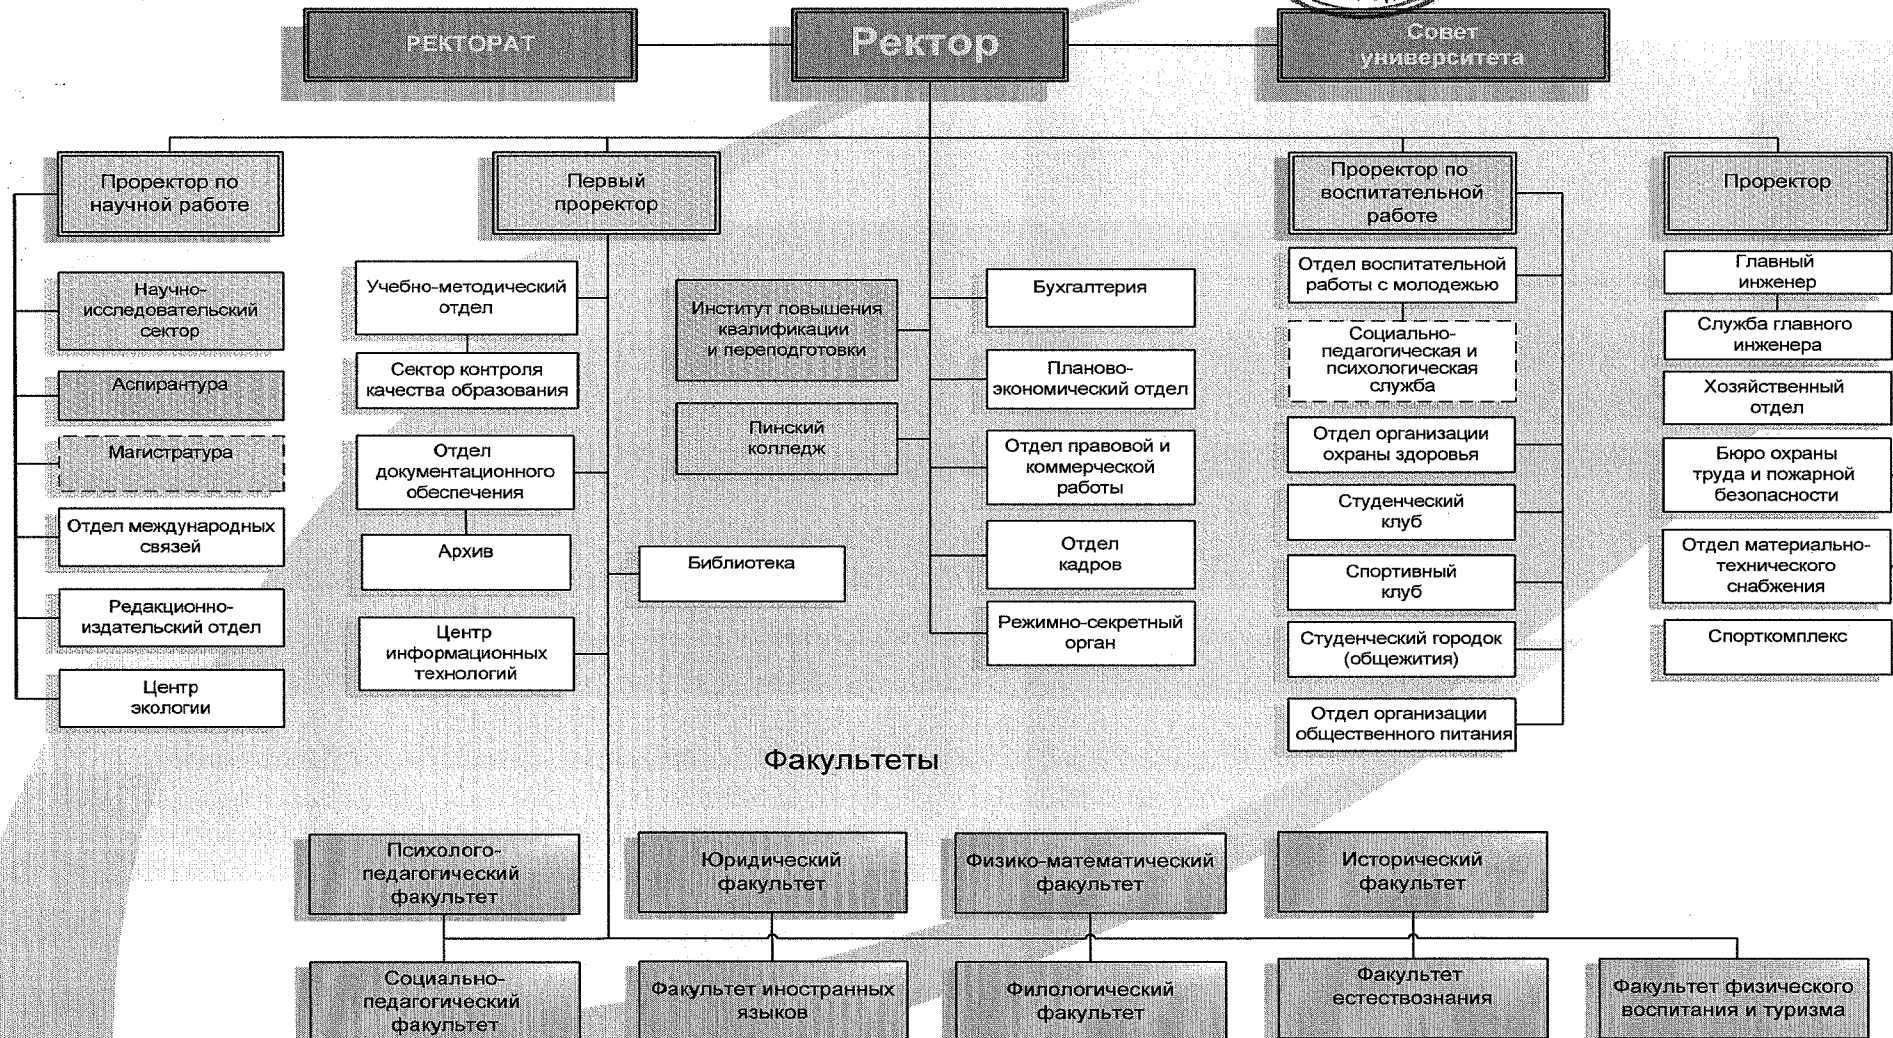 РЕКТОРАТ
Ректор
Совет
университета
Проректор по
научной работе
Первый
проректор
Проректор по
воспитательной
работе
Проректор
Научно-
исследовательский
сектор
Аспирантура
Магистратура
Отдел международных
связей
Редакционно-
издательский отдел
Центр
экологии
Учебно-методический
отдел
Сектор контроля
качества образования
Отдел
документационного
обеспечения
Архив
Центр
информационных
технологий
Библиотека
Институт повышения
квалификации
и переподготовки
Пинский
колледж
Бухгалтерия
Планово-
экономический отдел
Отдел правовой и
коммерческой
работы
Отдел
кадров
Режимно-секретный
орган
Отдел воспитательной
работы с молодежью
Социально-
педагогическая и
психологическая
служба
Отдел организации
охраны здоровья
Студенческий
клуб
Спортивный
клуб
Студенческий городок
(общежития)
Отдел организации
общественного питания
Главный
инженер
Служба главного
инженера
Хозяйственный
отдел
Бюро охраны
труда и пожарной
безопасности
Отдел материально-
технического
снабжения
Спорткомплекс
Факультеты
Психолого-
педагогический
факультет
Юридический
факультет
Физико-математический
факультет
Исторический
факультет
Социально-
педагогический
факультет
Факультет иностранных
языков
Филологический
факультет
Факультет
естествознания
Факультет физического
воспитания и туризма